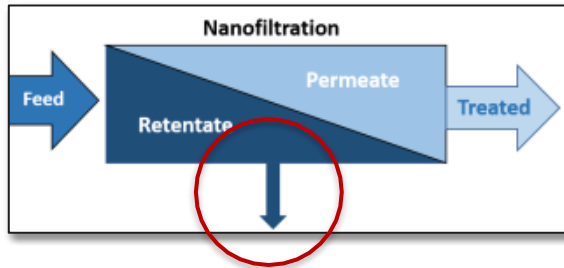 Nanofiltration
Permeate
Feed
Treated
Retentate